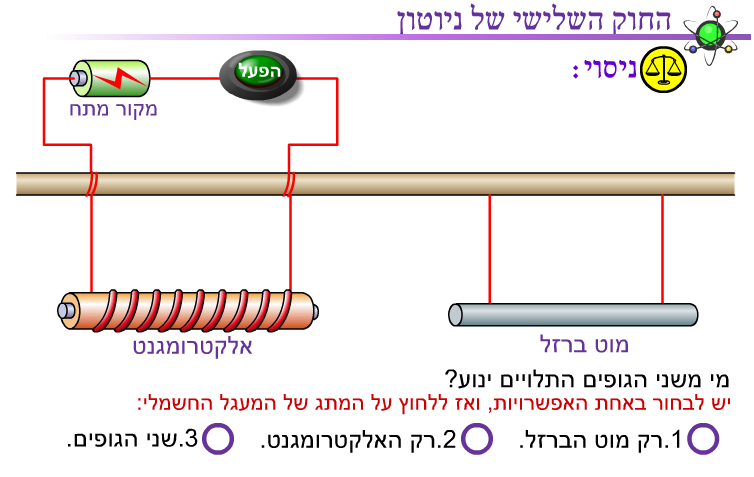 החוק השלישי של ניוטון
ניסוי:
הפעל
מקור מתח
אלקטרומגנט
מוט ברזל
מי משני הגופים התלויים ינוע?
יש לבחור באחת האפשרויות, ואז ללחוץ על המתג של המעגל החשמלי:
1.רק מוט הברזל. 2.רק האלקטרומגנט. 3.שני הגופים.